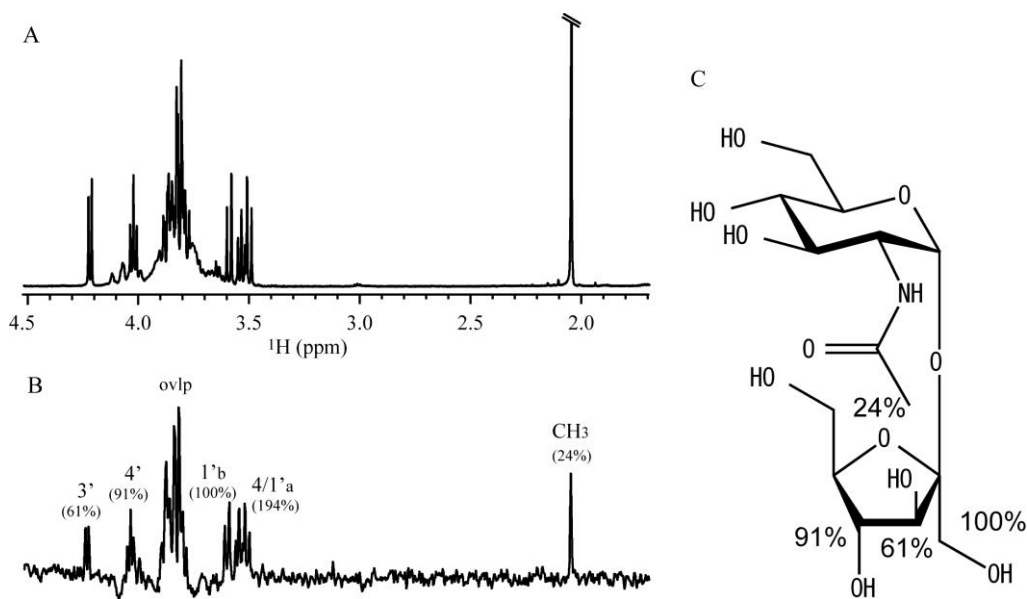 A
4.5 4.0 3.5 3.0 2.5 2.0
¹H (ppm)
B
3'
(61%)
4'
(91%)
ovlp
1'b
(100%)
4/1'a
(194%)
CH₃
(24%)
C
HO
HO
HO
O
NH
O
O
HO
24%
O
HO
91%
61%
100%
OH
OH